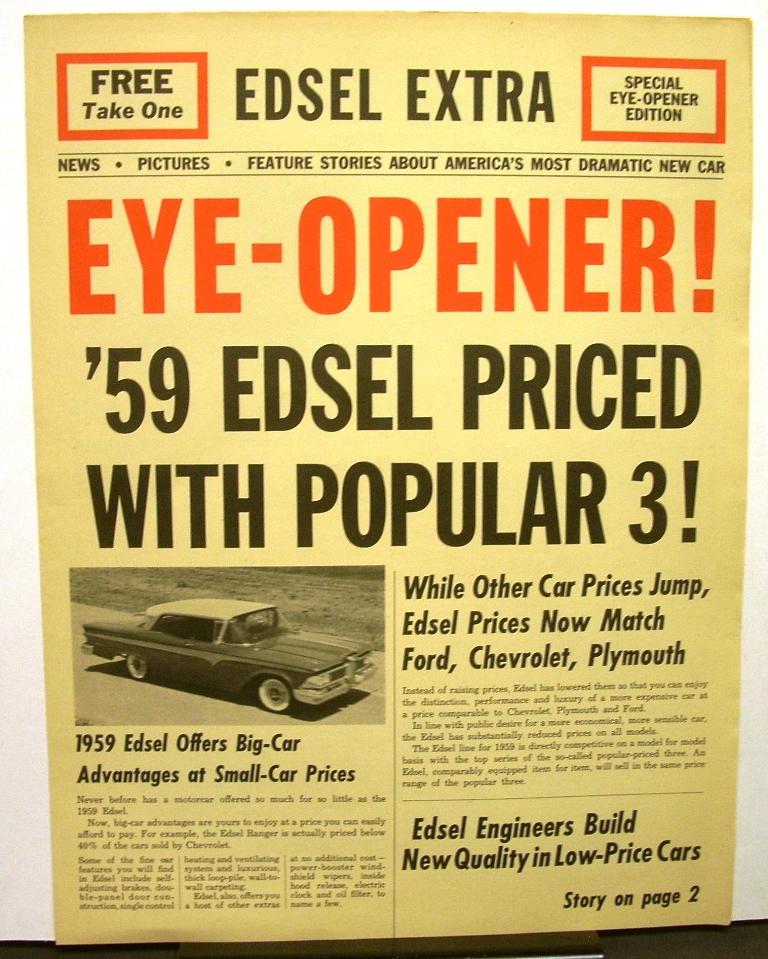 FREE
Take One
EDSEL EXTRA
SPECIAL
EYE-OPENER
EDITION
NEWS • PICTURES • FEATURE STORIES ABOUT AMERICA'S MOST DRAMATIC NEW CAR
EYE-OPENER!
'59 EDSEL PRICED
WITH POPULAR 3!
1959 Edsel Offers Big-Car
Advantages at Small-Car Prices
Never before has a motorcar offered so much for so little as the
1959 Edsel.
Now, big-car advantages are yours to enjoy at a price you can easily
afford to pay. For example, the Edsel Ranger is actually priced below
40% of the cars sold by Chevrolet.
Some of the fine car
features you will find
in Edsel include self-
adjusting brakes, dou-
ble-panel door con-
struction, single control
heating and ventilating
system and luxurious,
thick loop-pile, wall-to-
wall carpeting.
Edsel, also, offers you
a host of other extras
at no additional cost—
power-booster wind-
shield wipers, inside
hood release, electric
clock and oil filter, to
name a few.
While Other Car Prices Jump,
Edsel Prices Now Match
Ford, Chevrolet, Plymouth
Instead of raising prices, Edsel has lowered them so that you can enjoy
the distinction, performance and luxury of a more expensive car at
a price comparable to Chevrolet, Plymouth and Ford.
In line with public desire for a more economical, more sensible car,
the Edsel has substantially reduced prices on all models.
The Edsel line for 1959 is directly competitive on a model for model
basis with the top series of the so-called popular-priced three. An
Edsel, comparably equipped item for item, will sell in the same price
range of the popular three.
Edsel Engineers Build
New Quality in Low-Price Cars
Story on page 2